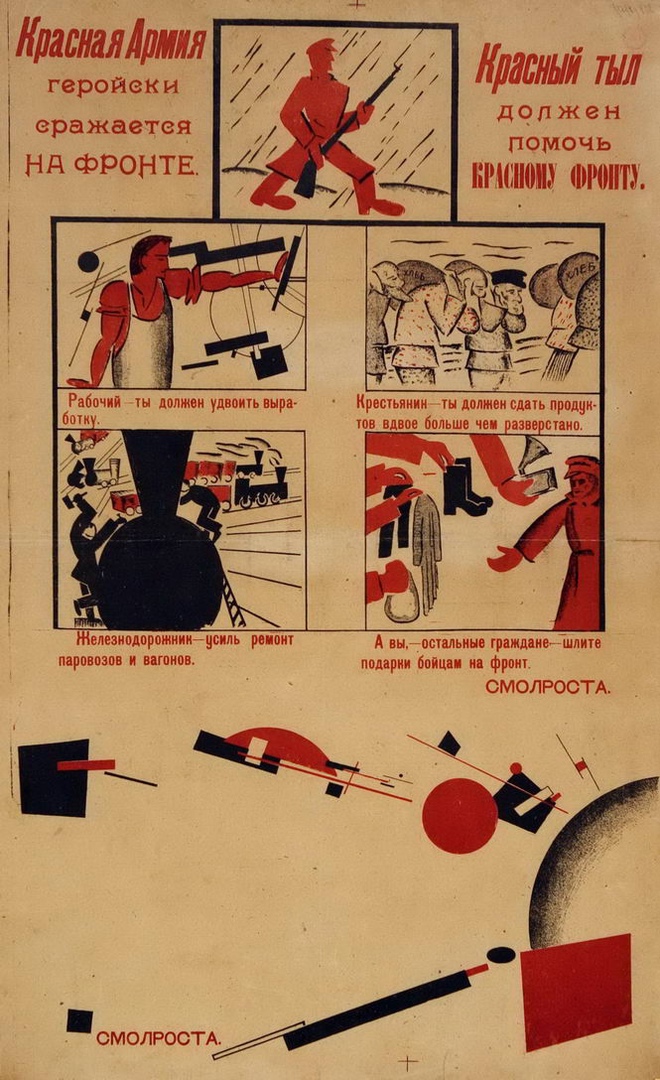 Красная Армия
геройски
сражается
НА ФРОНТЕ.
Красный тыл
должен
помочь
КРАСНОМУ ФРОНТУ.
ХЛЕБ
ХЛЕБ
Рабочий—ты должен удвоить выра-
ботку.
Крестьянин—ты должен сдать продук-
тов вдвое больше чем разверстано.
Железнодорожник—усиль ремонт
паровозов и вагонов.
А вы,—остальные граждане—шлите
подарки бойцам на фронт.
СМОЛРОСТА.
СМОЛРОСТА.